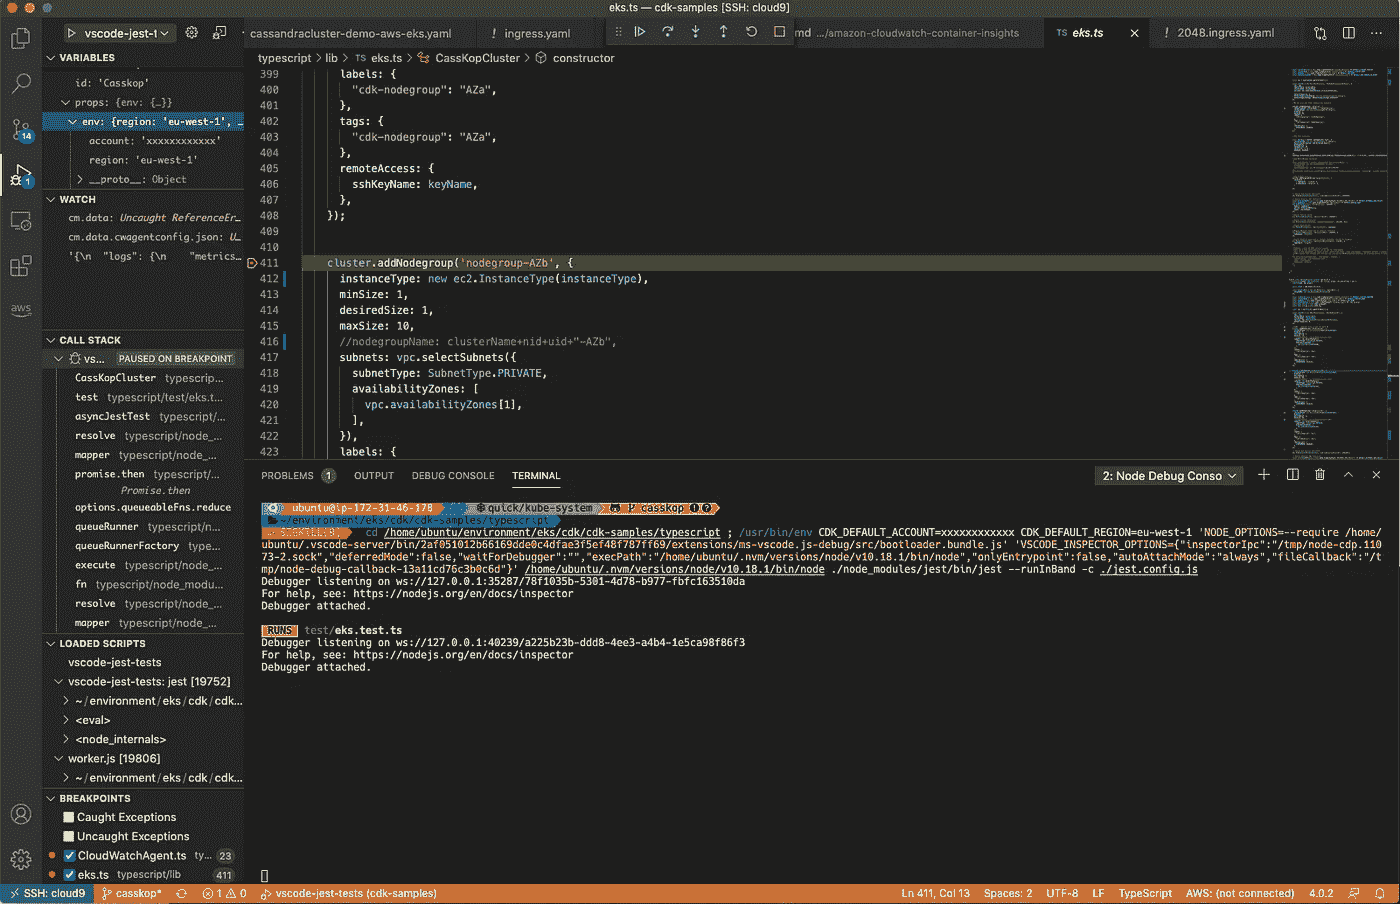 eks.ts — cdk-samples [SSH: cloud9]
vscode-jest-t
cassandracluster-demo-aws-eks.yaml
! ingress.yaml
md .../amazon-cloudwatch-container-insights
TS eks.ts
! 2048.ingress.yaml
VARIABLES
id: 'Casskop'
props: {env: {…}}
env: {region: 'eu-west-1', …
account: 'xxxxxxxxxxxx'
region: 'eu-west-1'
__proto__: Object
WATCH
cm.data: Uncaught ReferenceEr…
cm.data.cwagentconfig.json: U…
'{\n  "logs": {\n    "metrics…
CALL STACK
vs... PAUSED ON BREAKPOINT
CassKopCluster typescrip...
test typescript/test/eks.t...
asyncJestTest typescript/...
resolve typescript/node_...
mapper typescript/node_...
promise.then typescript/...
Promise.then
options.queueableFns.reduce
queueRunner typescript/n...
queueRunnerFactory type...
execute typescript/node_...
fn typescript/node_modu...
resolve typescript/node_...
mapper typescript/node_...
LOADED SCRIPTS
vscode-jest-tests
vscode-jest-tests: jest [19752]
~/environment/eks/cdk/cdk...
<eval>
<node_internals>
worker.js [19806]
~/environment/eks/cdk/cdk...
BREAKPOINTS
Caught Exceptions
Uncaught Exceptions
CloudWatchAgent.ts ty... 23
eks.ts typescript/lib 411
14
1
aws
typescript > lib > TS eks.ts > CassKopCluster > constructor
399 labels: {
400 "cdk-nodegroup": "AZa",
401 },
402 tags: {
403 "cdk-nodegroup": "AZa",
404 },
405 remoteAccess: {
406 sshKeyName: keyName,
407 },
408 });
409
410
411 cluster.addNodegroup('nodegroup-AZb', {
412 instanceType: new ec2.InstanceType(instanceType),
413 minSize: 1,
414 desiredSize: 1,
415 maxSize: 10,
416 //nodegroupName: clusterName+nid+uid+"-AZb",
417 subnets: vpc.selectSubnets({
418 subnetType: SubnetType.PRIVATE,
419 availabilityZones: [
420 vpc.availabilityZones[1],
421 ],
422 }),
423 labels: {
PROBLEMS 1 OUTPUT DEBUG CONSOLE TERMINAL
2: Node Debug Conso
ubuntu@ip-172-31-46-178 quick/kube-system casskop
~/environment/eks/cdk/cdk-samples/typescript
cd /home/ubuntu/environment/eks/cdk/cdk-samples/typescript ; /usr/bin/env CDK_DEFAULT_ACCOUNT=xxxxxxxxxxxx CDK_DEFAULT_REGION=eu-west-1 'NODE_OPTIONS=--require /home/
ubuntu/.vscode-server/bin/2af051012b66169dde0c4dfae3f5ef48f787ff69/extensions/ms-vscode.js-debug/src/bootloader.bundle.js' 'VSCODE_INSPECTOR_OPTIONS={"inspectorIpc":"/tmp/node-cdp.110
73-2.sock","deferredMode":false,"waitForDebugger":"","execPath":"/home/ubuntu/.nvm/versions/node/v10.18.1/bin/node","onlyEntrypoint":false,"autoAttachMode":"always","fileCallback":"/t
mp/node-debug-callback-13a11cd76c3b0c6d"}' /home/ubuntu/.nvm/versions/node/v10.18.1/bin/node ./node_modules/jest/bin/jest --runInBand -c ./jest.config.js
Debugger listening on ws://127.0.0.1:35287/78f1035b-5301-4d78-b977-fbfc163510da
For help, see: https://nodejs.org/en/docs/inspector
Debugger attached.
RUNS test/eks.test.ts
Debugger listening on ws://127.0.0.1:40239/a225b23b-ddd8-4ee3-a4b4-1e5ca98f86f3
For help, see: https://nodejs.org/en/docs/inspector
Debugger attached.
SSH: cloud9 casskop* 1 0 vscode-jest-tests (cdk-samples)
Ln 411, Col 13 Spaces: 2 UTF-8 LF TypeScript AWS: (not connected) 4.0.2